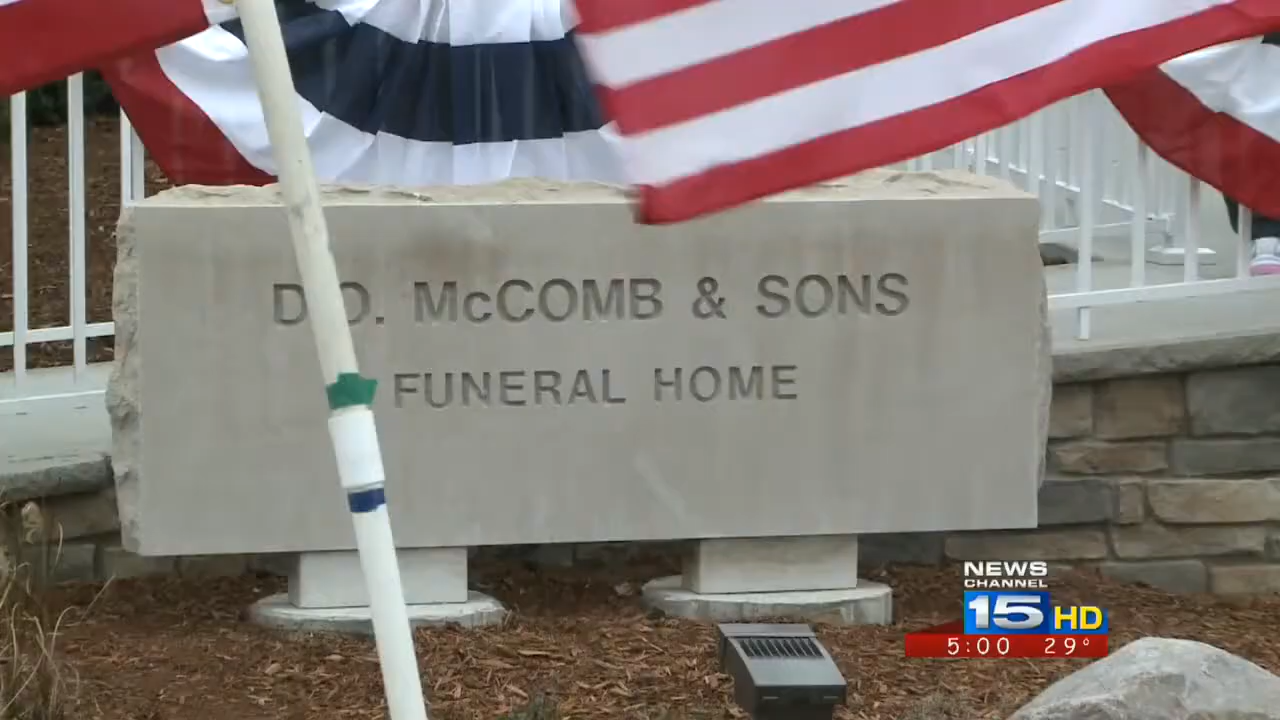 D.O. McCOMB & SONS
FUNERAL HOME
NEWS
CHANNEL
15 HD
5:00 29°